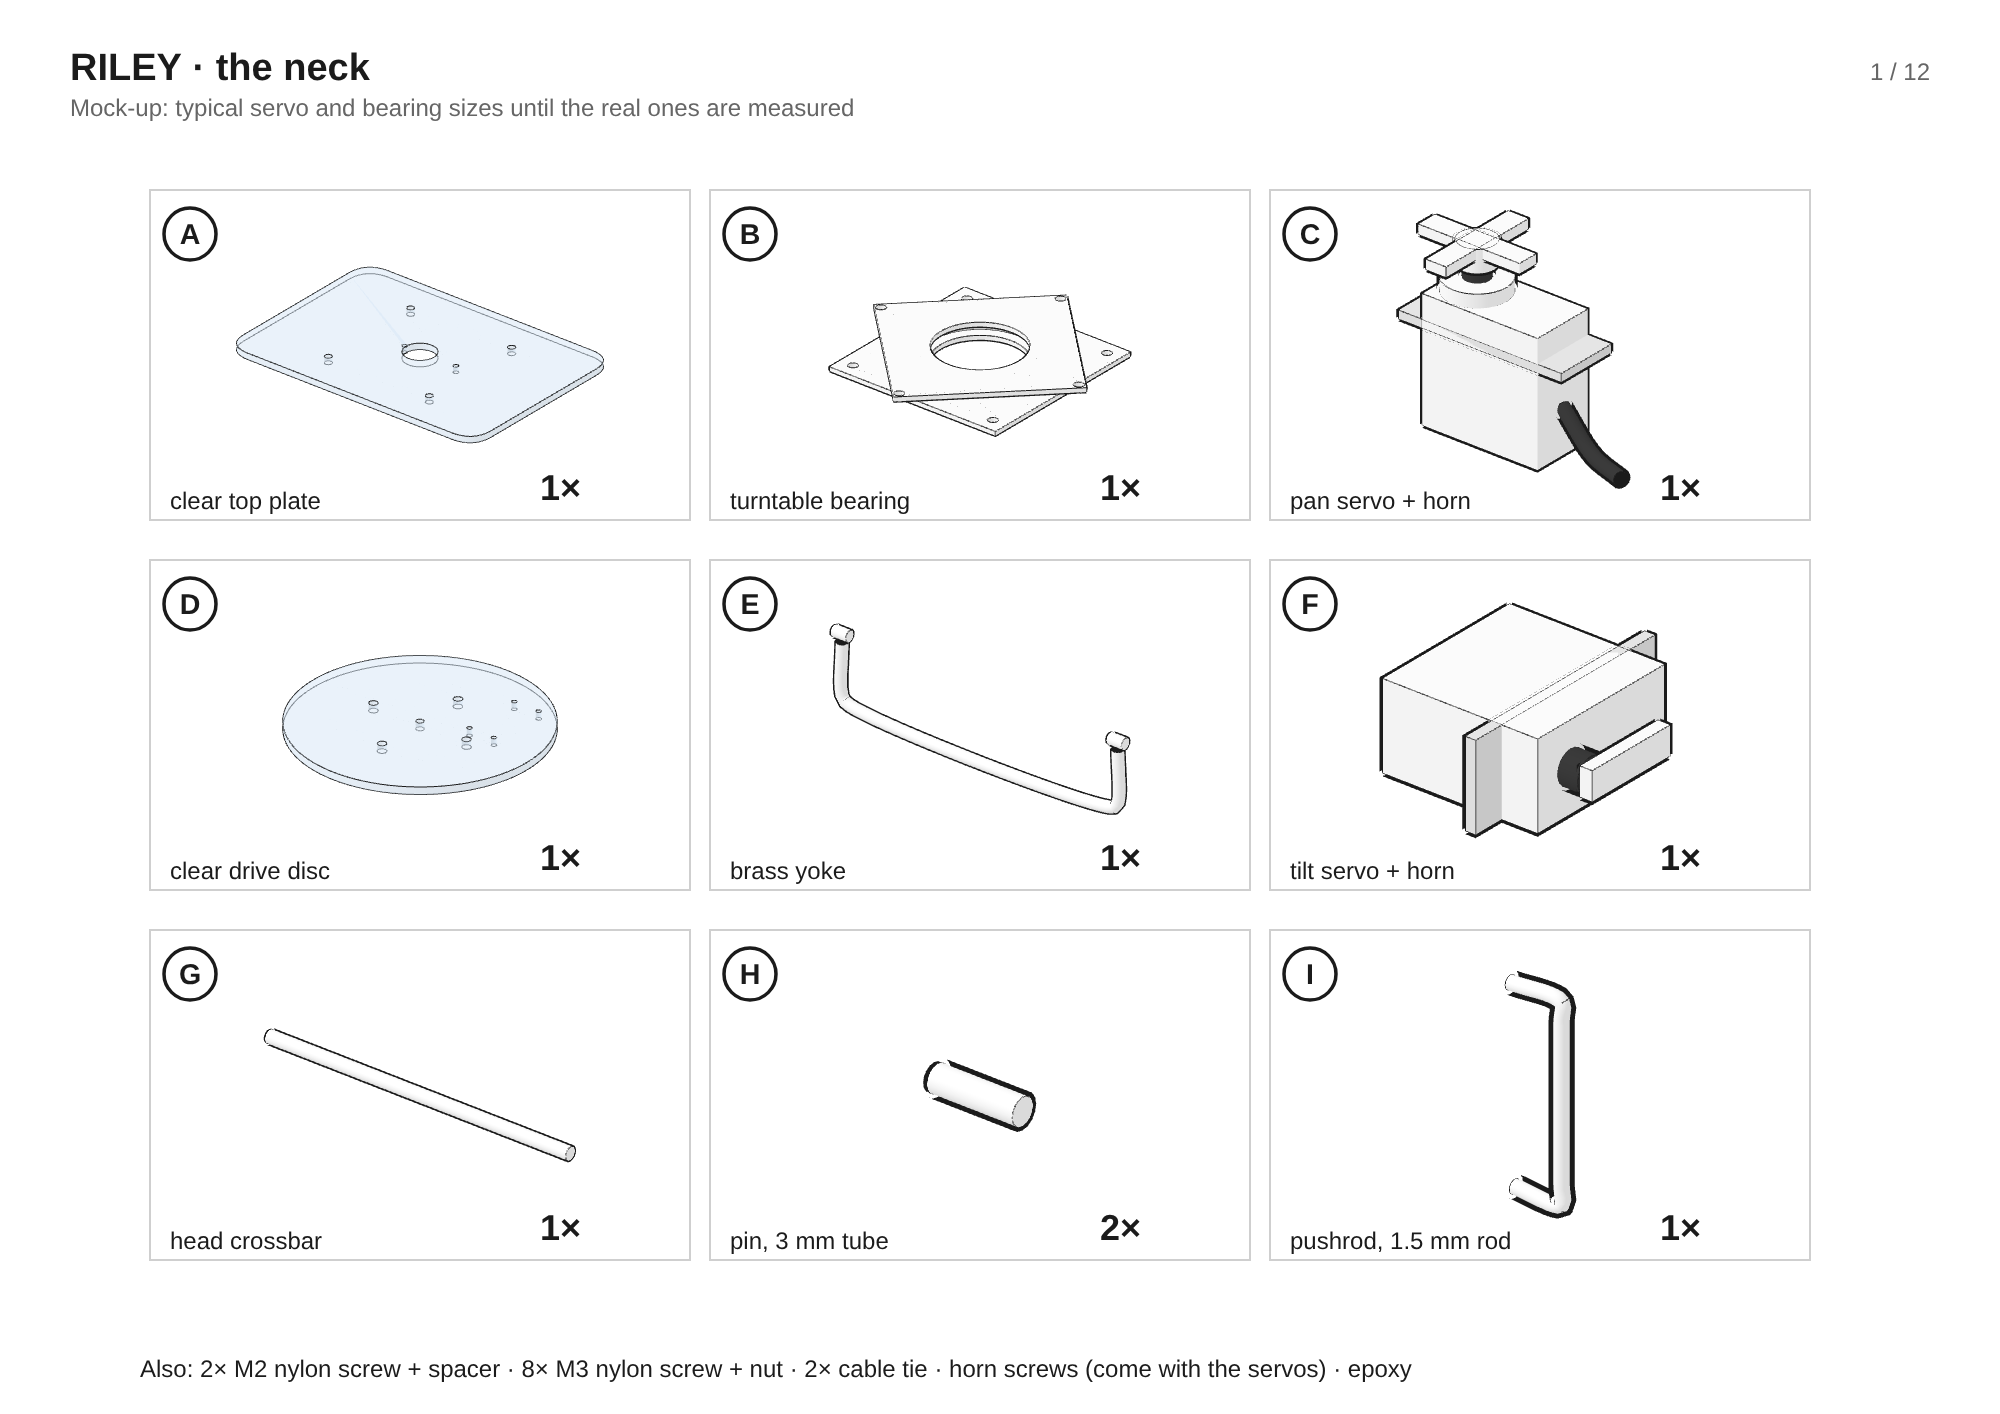 RILEY · the neck
1 / 12
Mock-up: typical servo and bearing sizes until the real ones are measured
A
clear top plate
1×
B
turntable bearing
1×
C
pan servo + horn
1×
D
clear drive disc
1×
E
brass yoke
1×
F
tilt servo + horn
1×
G
head crossbar
1×
H
pin, 3 mm tube
2×
I
pushrod, 1.5 mm rod
1×
Also: 2× M2 nylon screw + spacer · 8× M3 nylon screw + nut · 2× cable tie · horn screws (come with the servos) · epoxy